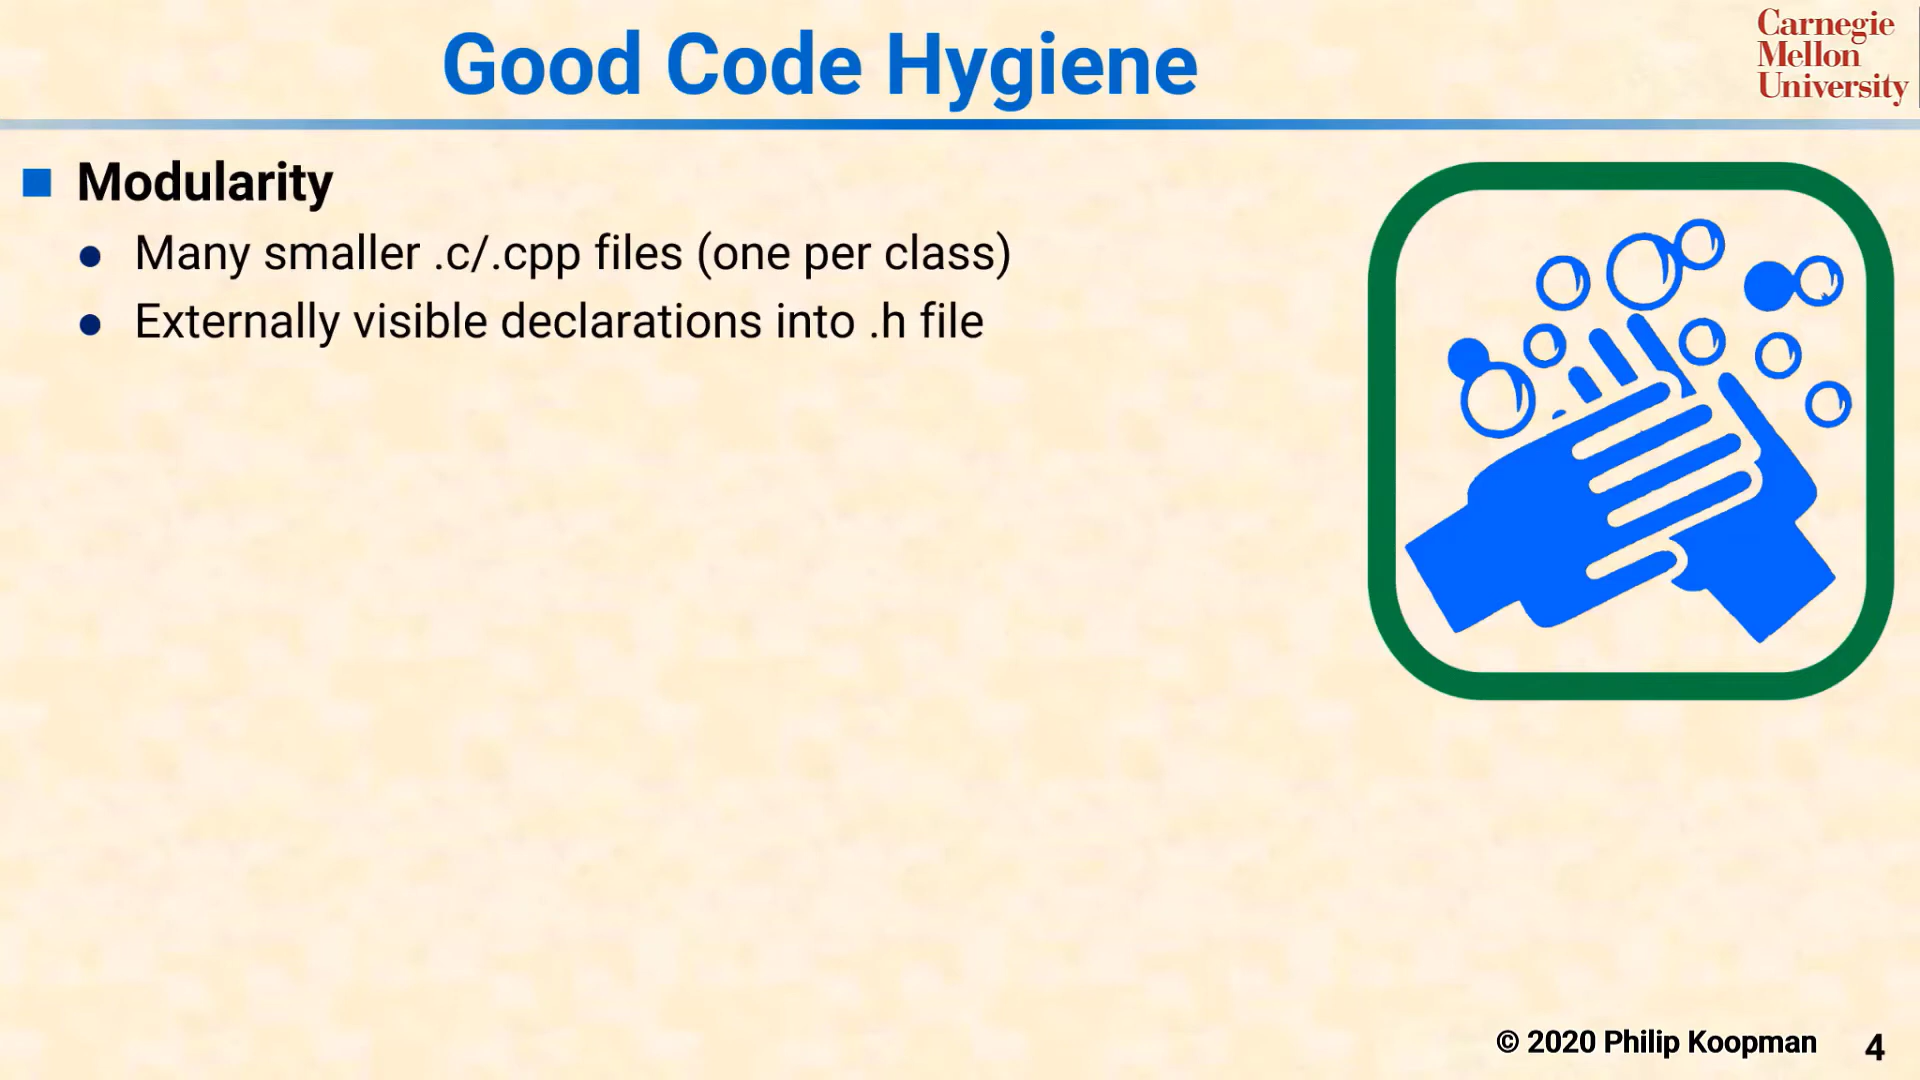 Good Code Hygiene
Carnegie
Mellon
University
Modularity
Many smaller .c/.cpp files (one per class)
Externally visible declarations into .h file
© 2020 Philip Koopman 4